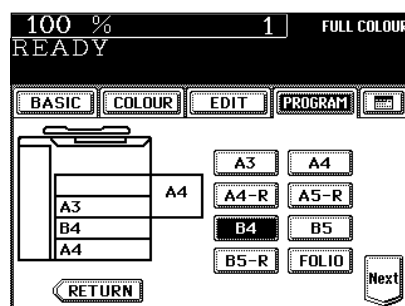 100 % 1 FULL COLOUR
READY
BASIC COLOUR EDIT PROGRAM
A3 A4
A4
A4-R A5-R
A3
B4
B4 B5
A4
B5-R FOLIO
Next
RETURN